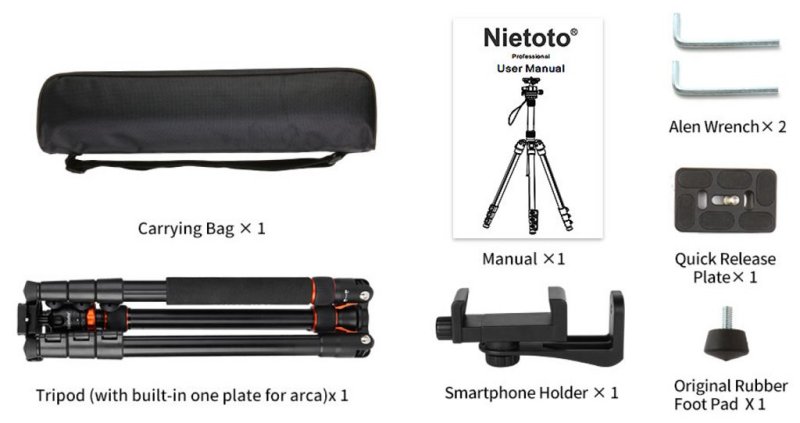 Nietoto®
Professional
User Manual
Alen Wrench× 2
Carrying Bag × 1
Manual ×1
Quick Release
Plate× 1
Tripod (with built-in one plate for arca)x 1
Smartphone Holder × 1
Original Rubber
Foot Pad X 1